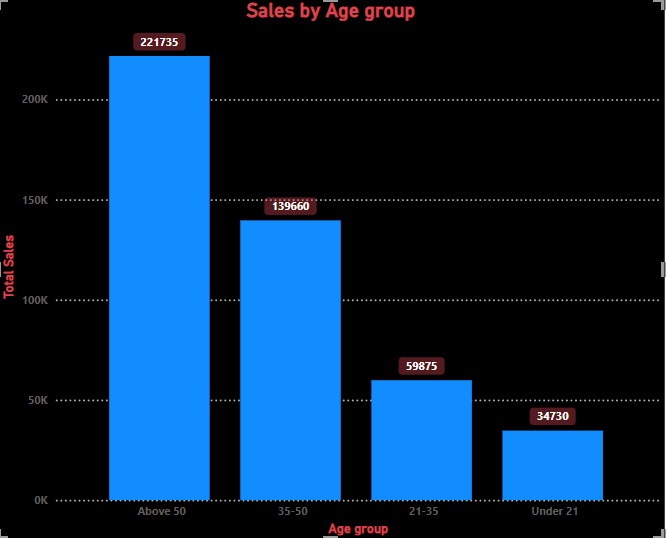 Sales by Age group
221735
200K
150K
139660
Total Sales
100K
59875
50K
34730
0K
Above 50
35-50
21-35
Under 21
Age group